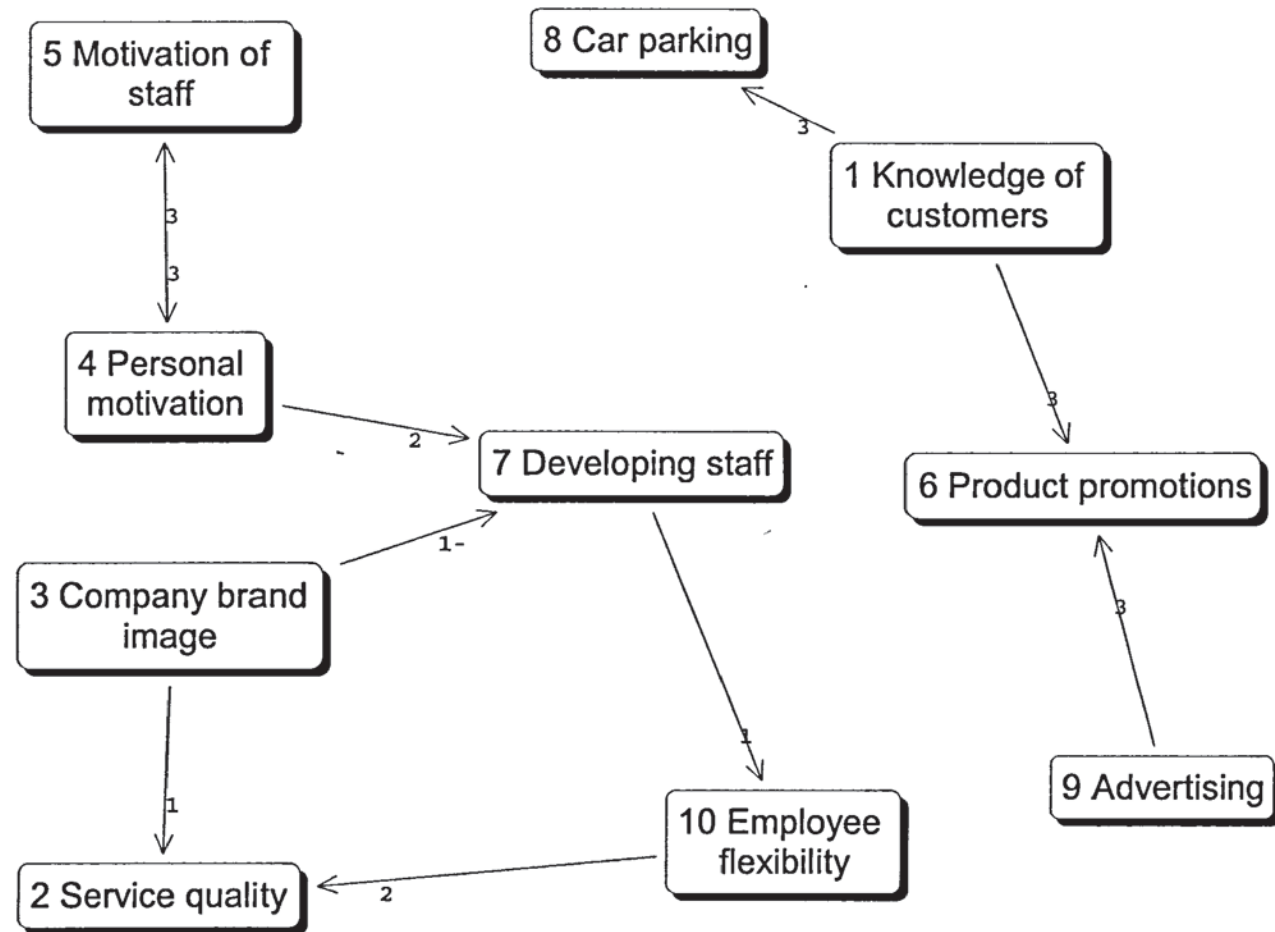 5 Motivation of
staff
8 Car parking
3
1 Knowledge of
customers
3
3
4 Personal
motivation
2
3
7 Developing staff
6 Product promotions
1-
3 Company brand
image
3
1
1
9 Advertising
10 Employee
flexibility
2
2 Service quality